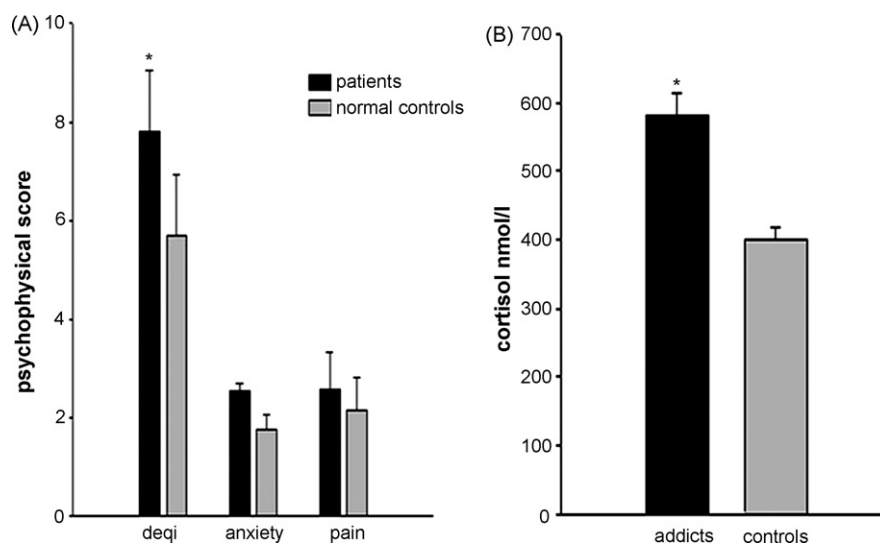 (A)
psychophysical score
10
8
6
4
2
0
*
patients
normal controls
deqi anxiety pain
(B)
cortisol nmol/l
700
600
500
400
300
200
100
0
*
addicts controls